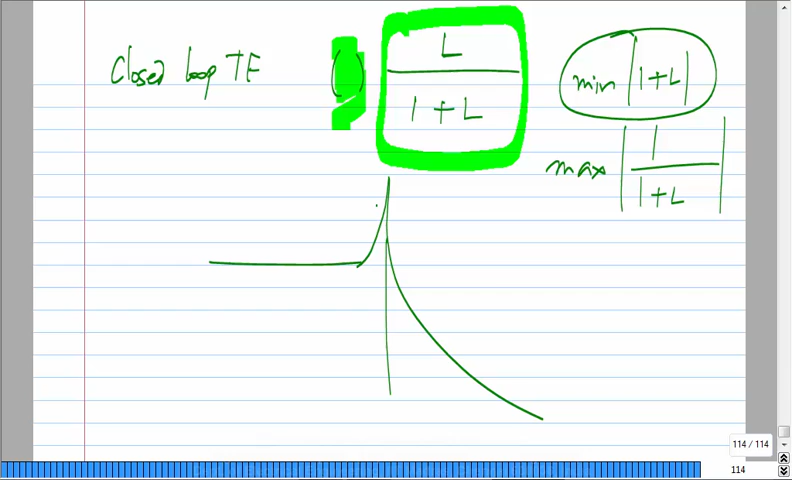 Closed loop TF ( ) L / 1 + L
min |1+L|
max |1 / 1+L|
114 / 114
114